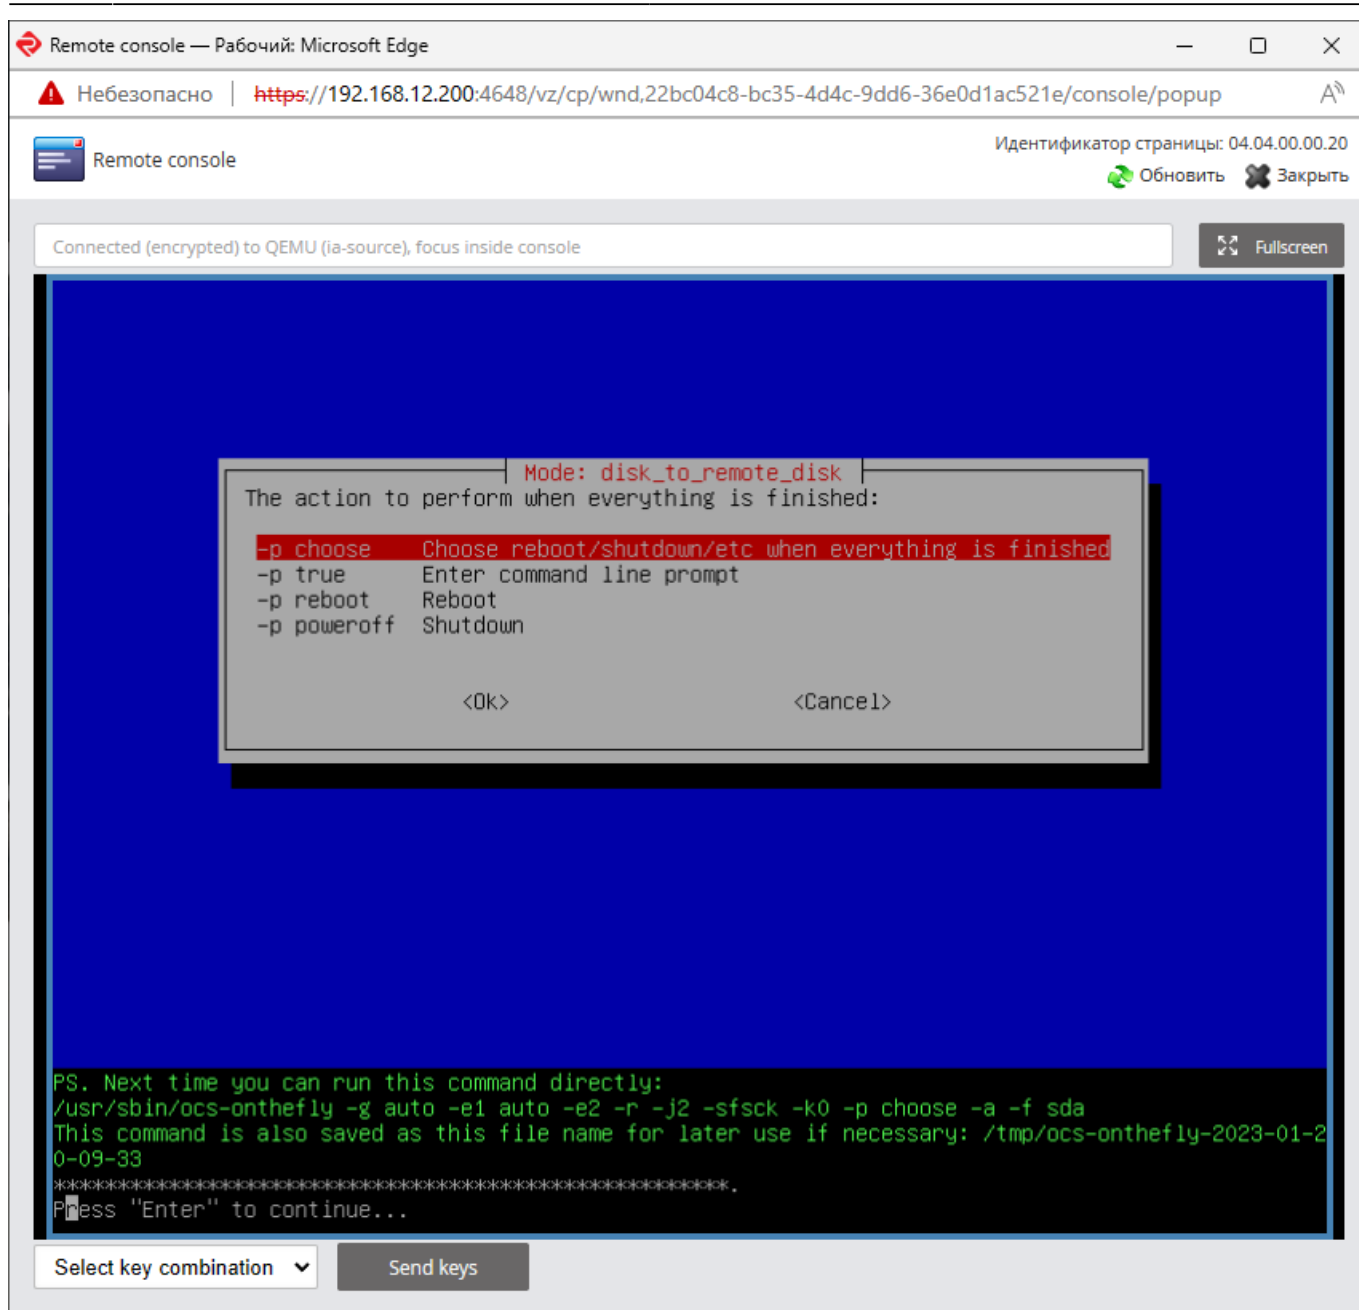 Remote console — Рабочий: Microsoft Edge
Небезопасно https://192.168.12.200:4648/vz/cp/wnd,22bc04c8-bc35-4d4c-9dd6-36e0d1ac521e/console/popup A
Remote console
Идентификатор страницы: 04.04.00.00.20
Обновить Закрыть
Connected (encrypted) to QEMU (ia-source), focus inside console
Fullscreen
Mode: disk_to_remote_disk
The action to perform when everything is finished:
-p choose Choose reboot/shutdown/etc when everything is finished
-p true Enter command line prompt
-p reboot Reboot
-p poweroff Shutdown
<Ok> <Cancel>
PS. Next time you can run this command directly:
/usr/sbin/ocs-onthefly -g auto -e1 auto -e2 -r -j2 -sfsck -k0 -p choose -a -f sda
This command is also saved as this file name for later use if necessary: /tmp/ocs-onthefly-2023-01-2
0-09-33
*****************************************************.
Press "Enter" to continue...
Select key combination Send keys